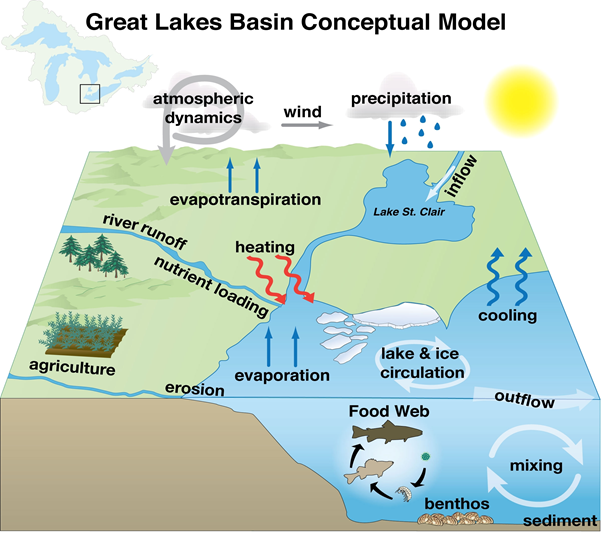 Great Lakes Basin Conceptual Model
atmospheric
dynamics
wind
precipitation
inflow
evapotranspiration
Lake St. Clair
river runoff
heating
nutrient loading
cooling
lake & ice
circulation
agriculture
evaporation
erosion
outflow
Food Web
mixing
benthos
sediment